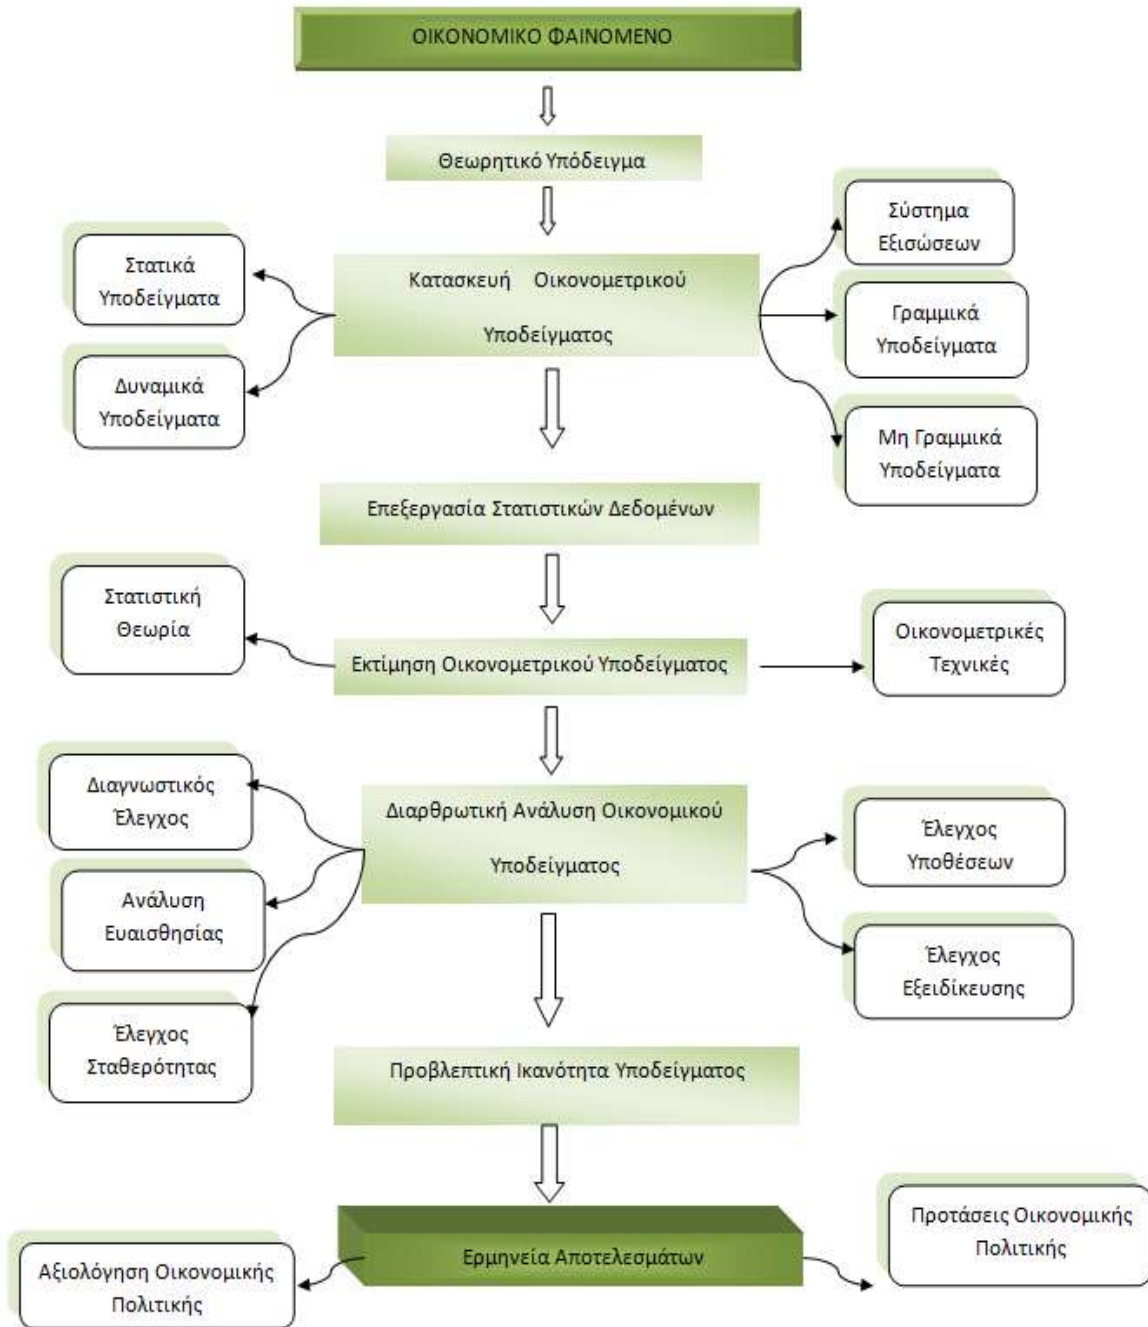 ΟΙΚΟΝΟΜΙΚΟ ΦΑΙΝΟΜΕΝΟ
Θεωρητικό Υπόδειγμα
Στατικά
Υποδείγματα
Δυναμικά
Υποδείγματα
Κατασκευή Οικονομετρικού
Υποδείγματος
Σύστημα
Εξισώσεων
Γραμμικά
Υποδείγματα
Μη Γραμμικά
Υποδείγματα
Επεξεργασία Στατιστικών Δεδομένων
Στατιστική
Θεωρία
Εκτίμηση Οικονομετρικού Υποδείγματος
Οικονομετρικές
Τεχνικές
Διαγνωστικός
Έλεγχος
Ανάλυση
Ευαισθησίας
Έλεγχος
Σταθερότητας
Διαρθρωτική Ανάλυση Οικονομικού
Υποδείγματος
Έλεγχος
Υποθέσεων
Έλεγχος
Εξειδίκευσης
Προβλεπτική Ικανότητα Υποδείγματος
Αξιολόγηση Οικονομικής
Πολιτικής
Ερμηνεία Αποτελεσμάτων
Προτάσεις Οικονομικής
Πολιτικής